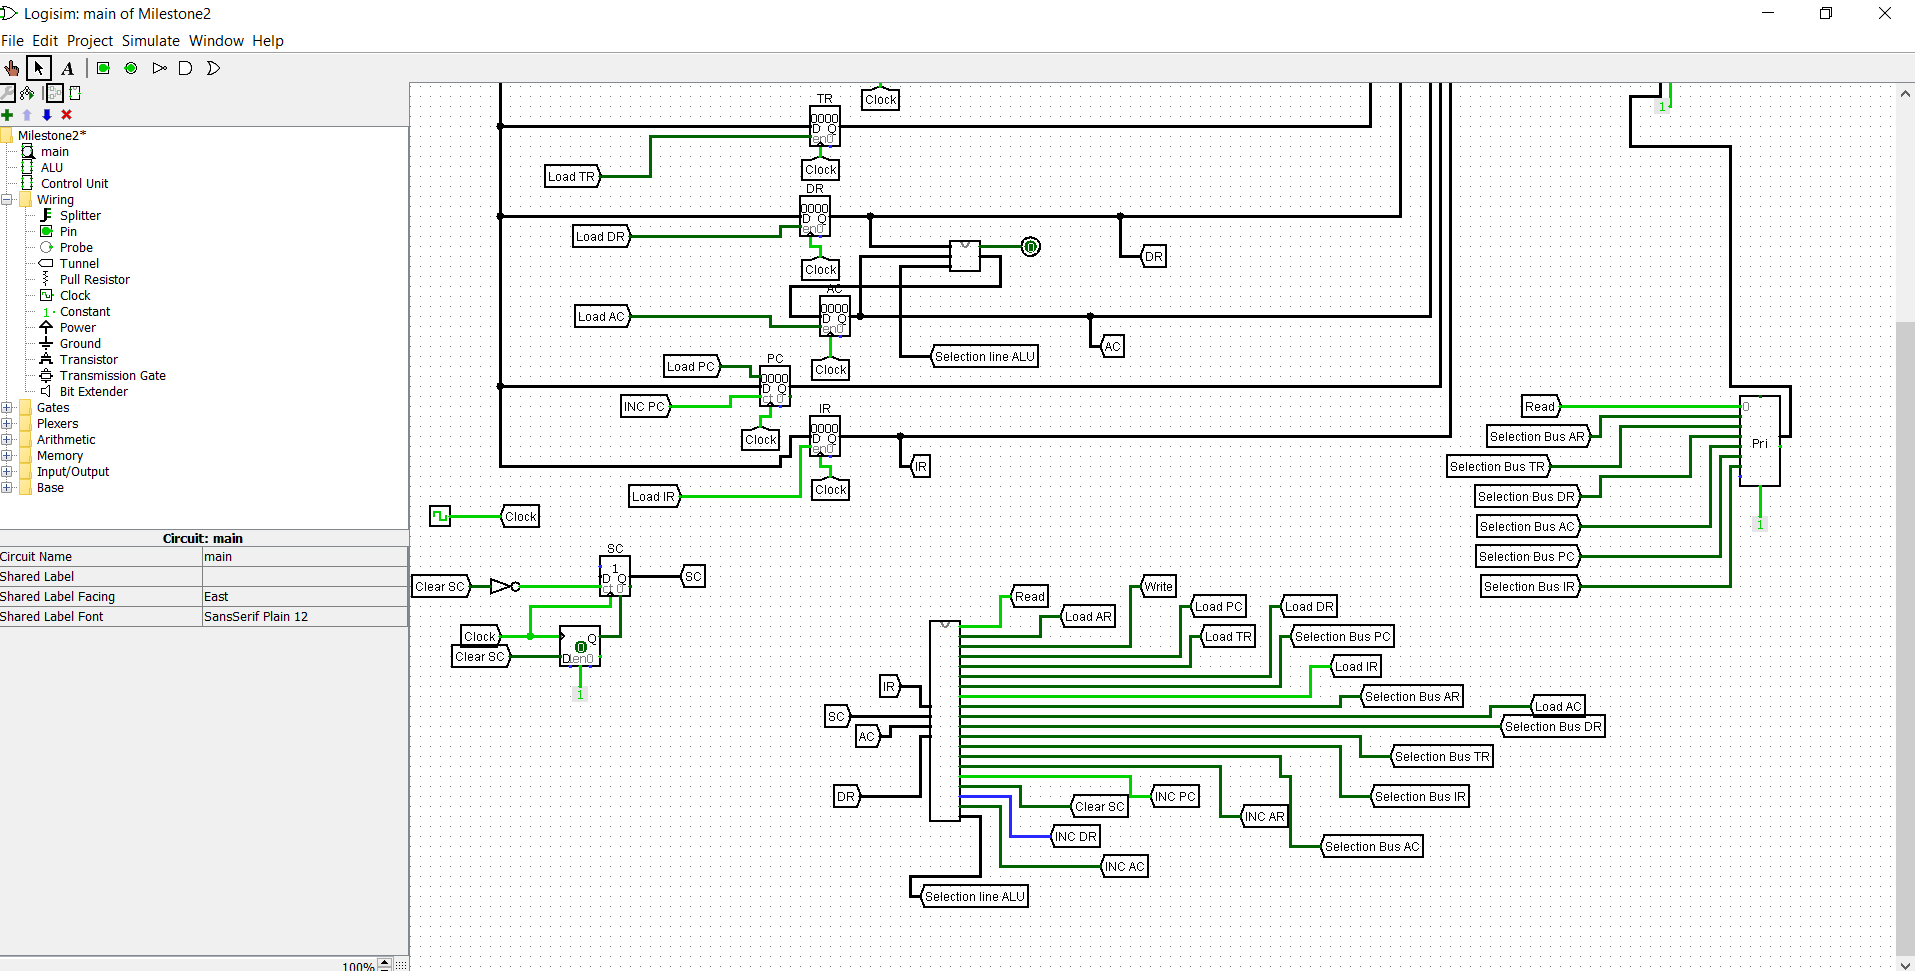 Logisim: main of Milestone2
File Edit Project Simulate Window Help
A
Milestone2*
main
ALU
Control Unit
Wiring
Splitter
Pin
Probe
Tunnel
Pull Resistor
Clock
1 Constant
Power
Ground
Transistor
Transmission Gate
Bit Extender
Gates
Plexers
Arithmetic
Memory
Input/Output
Base
Circuit: main
Circuit Name main
Shared Label
Shared Label Facing East
Shared Label Font SansSerif Plain 12
100%
Clock
TR
0000
D Q
en0
Clock
Load TR
DR
0000
D Q
en0
Clock
Load DR
0
DR
AC
0000
D Q
en0
Clock
Load AC
Selection line ALU
AC
PC
0000
D Q
ct 0
Clock
Load PC
INC PC
IR
0000
D Q
en0
Clock
Load IR
IR
Clock
SC
1
D Q
ct 0
SC
Clear SC
Clock
Clear SC
0
Q
D en0
1
1
Read
Selection Bus AR
Selection Bus TR
Selection Bus DR
Selection Bus AC
Selection Bus PC
Selection Bus IR
0
Pri
1
IR
SC
AC
DR
Read
Load AR
Write
Load PC
Load TR
Load DR
Selection Bus PC
Load IR
Selection Bus AR
Load AC
Selection Bus DR
Selection Bus TR
Selection Bus IR
INC PC
Clear SC
INC AR
INC DR
Selection Bus AC
INC AC
Selection line ALU